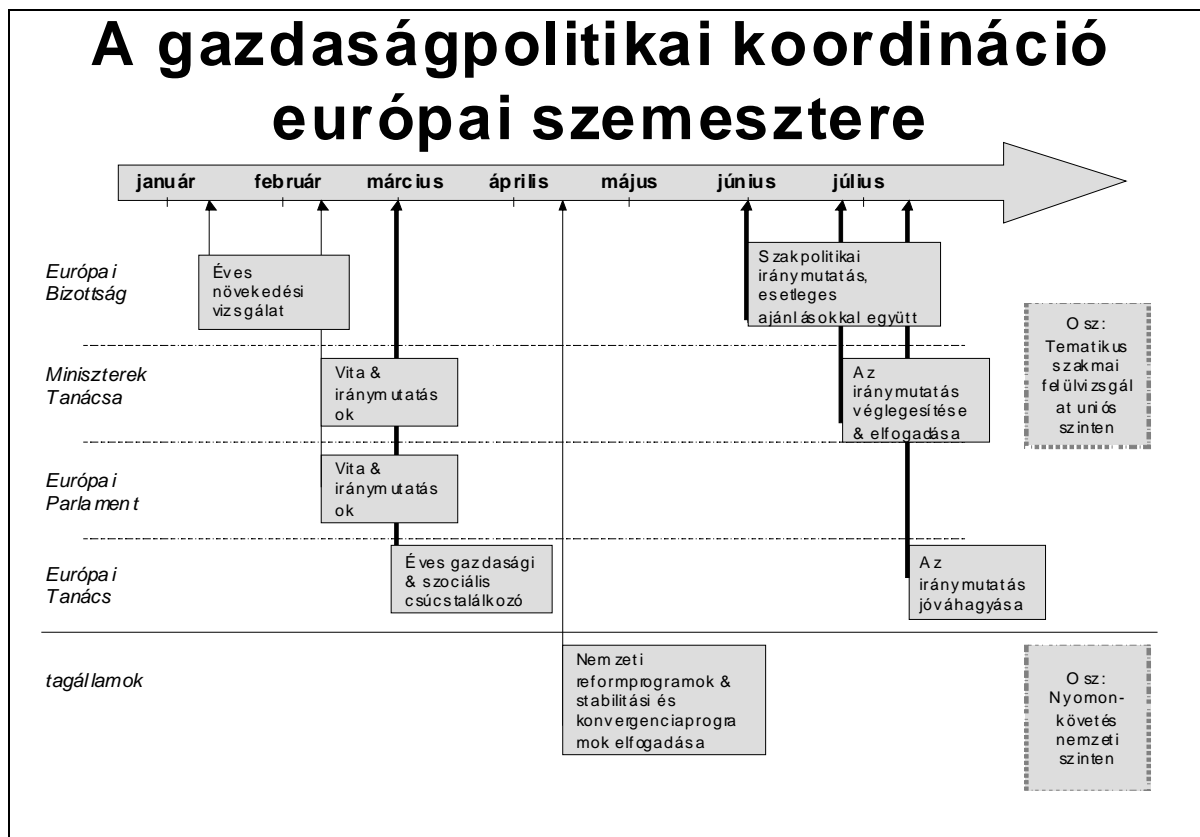 A gazdaságpolitikai koordináció
európai szemesztere
január február március április május június július
Európai
Bizottság
Éves
növekedési
vizsgálat
Szakpolitikai
iránymutatás,
esetleges
ajánlásokkal együtt
Osz:
Tematikus
szakmai
felülvizsgál
at uniós
szinten
Miniszterek
Tanácsa
Vita &
iránymutatás
ok
Az
iránymutatás
véglegesítése
& elfogadása
Európai
Parlament
Vita &
iránymutatás
ok
Európai
Tanács
Éves gazdasági
& szociális
csúcstalálkozó
Az
iránymutatás
jóváhagyása
tagállamok
Nemzeti
reformprogramok &
stabilitási és
konvergenciaprogra
mok elfogadása
Osz:
Nyomon-
követés
nemzeti
szinten